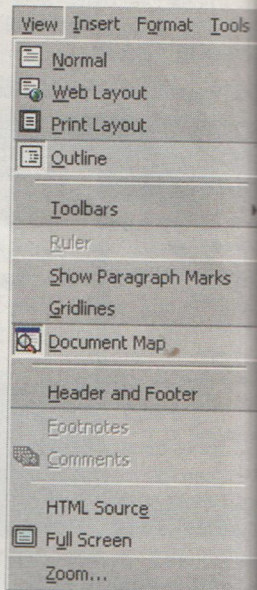 View Insert Format Tools
Normal
Web Layout
Print Layout
Outline
Toolbars
Ruler
Show Paragraph Marks
Gridlines
Document Map
Header and Footer
Footnotes
Comments
HTML Source
Full Screen
Zoom...